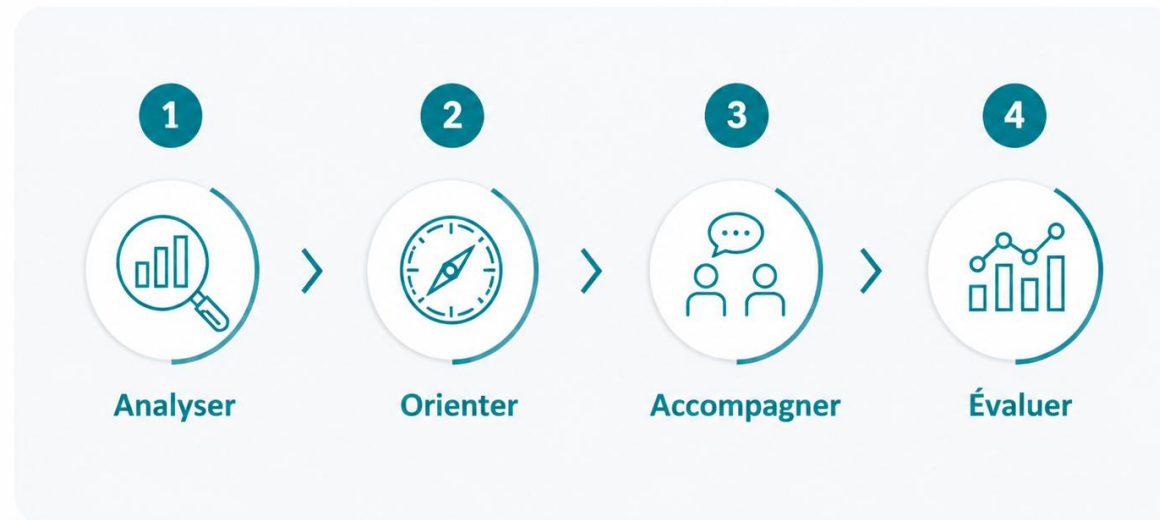 1
2
3
4
Analyser
Orienter
Accompagner
Évaluer